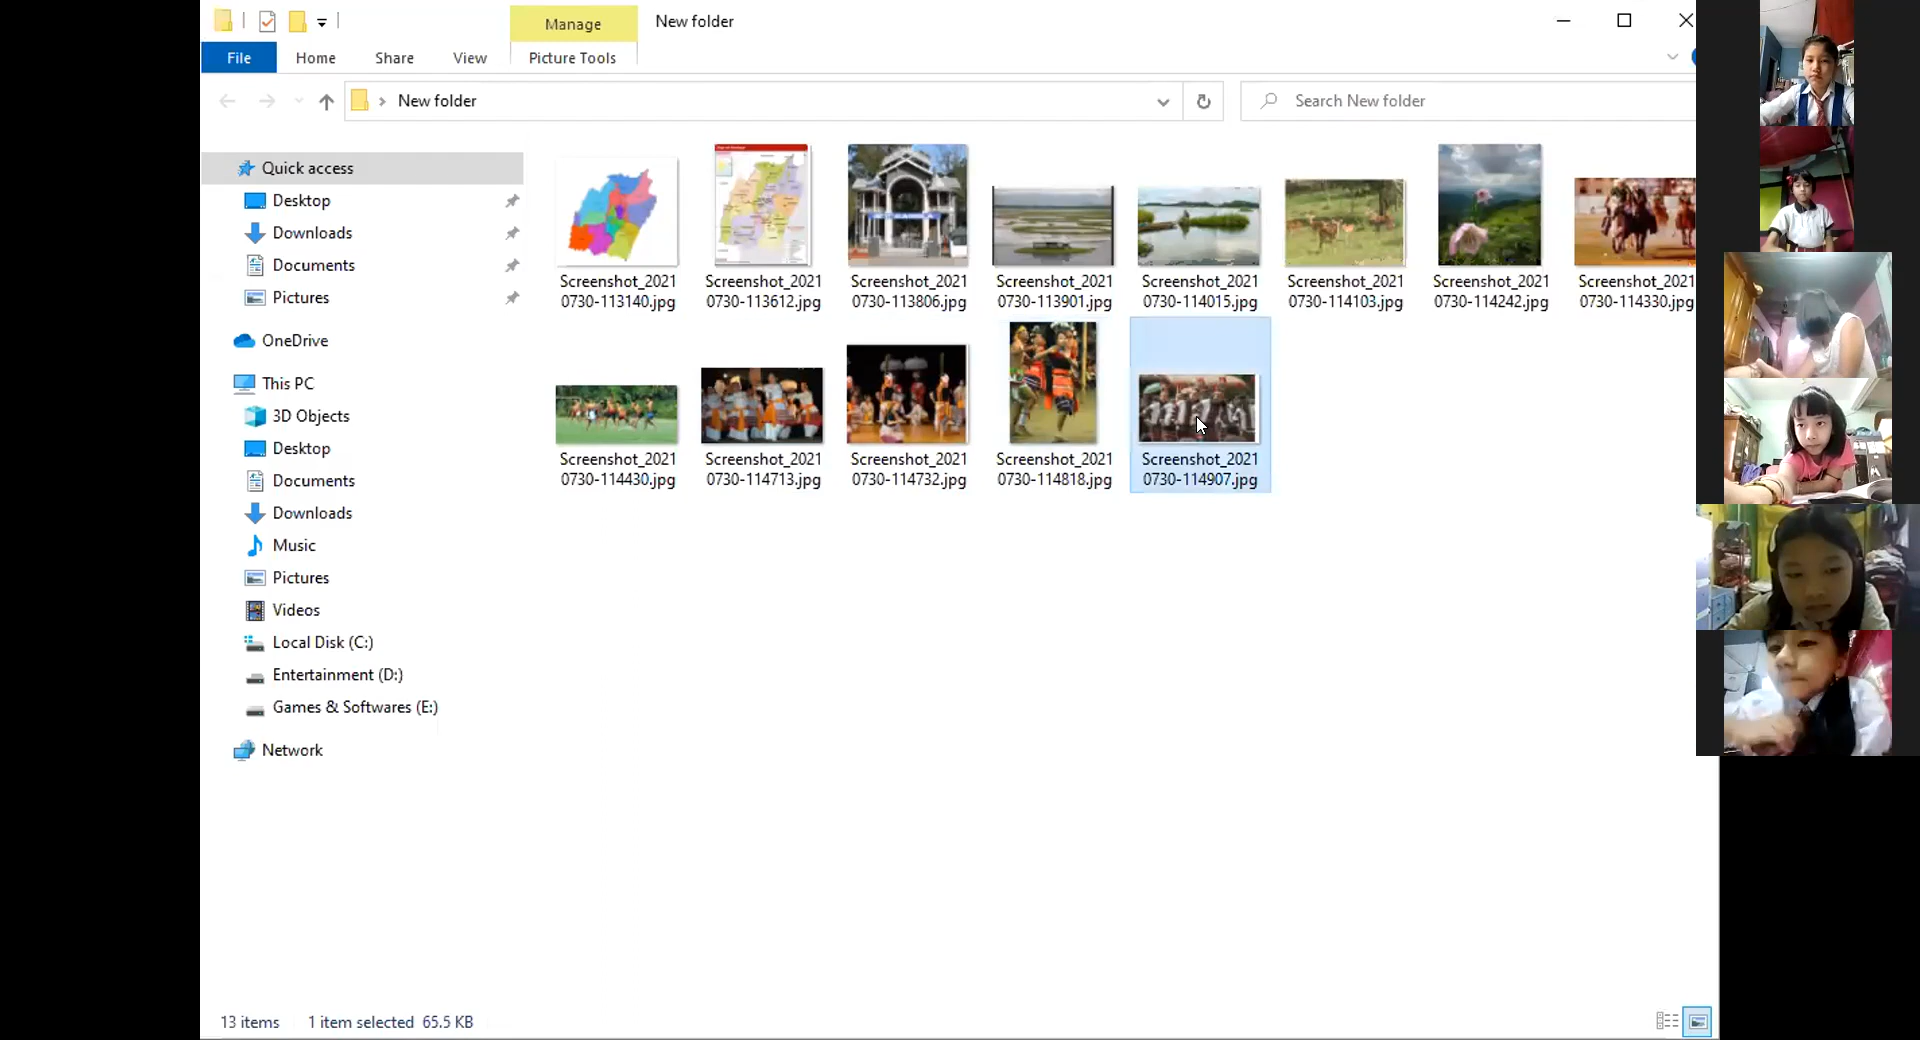 Manage
New folder
File
Home
Share
View
Picture Tools
New folder
Search New folder
Quick access
Desktop
Downloads
Documents
Pictures
OneDrive
This PC
3D Objects
Desktop
Documents
Downloads
Music
Pictures
Videos
Local Disk (C:)
Entertainment (D:)
Games & Softwares (E:)
Network
Screenshot_2021
0730-113140.jpg
Screenshot_2021
0730-113612.jpg
Screenshot_2021
0730-113806.jpg
Screenshot_2021
0730-113901.jpg
Screenshot_2021
0730-114015.jpg
Screenshot_2021
0730-114103.jpg
Screenshot_2021
0730-114242.jpg
Screenshot_2021
0730-114330.jpg
Screenshot_2021
0730-114430.jpg
Screenshot_2021
0730-114713.jpg
Screenshot_2021
0730-114732.jpg
Screenshot_2021
0730-114818.jpg
Screenshot_2021
0730-114907.jpg
13 items
1 item selected 65.5 KB